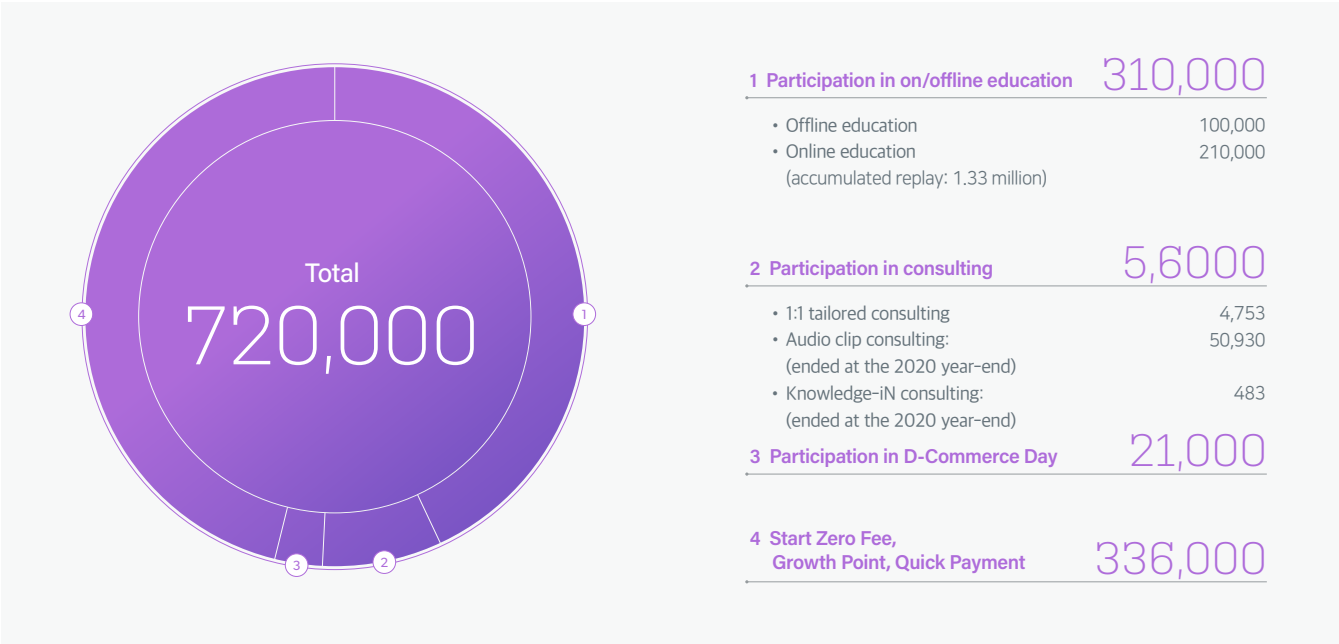 Total
720,000
4
1
3
2
1 Participation in on/offline education 310,000
• Offline education 100,000
• Online education 210,000
(accumulated replay: 1.33 million)
2 Participation in consulting 5,6000
• 1:1 tailored consulting 4,753
• Audio clip consulting: 50,930
(ended at the 2020 year-end)
• Knowledge-iN consulting: 483
(ended at the 2020 year-end)
3 Participation in D-Commerce Day 21,000
4 Start Zero Fee,
Growth Point, Quick Payment 336,000